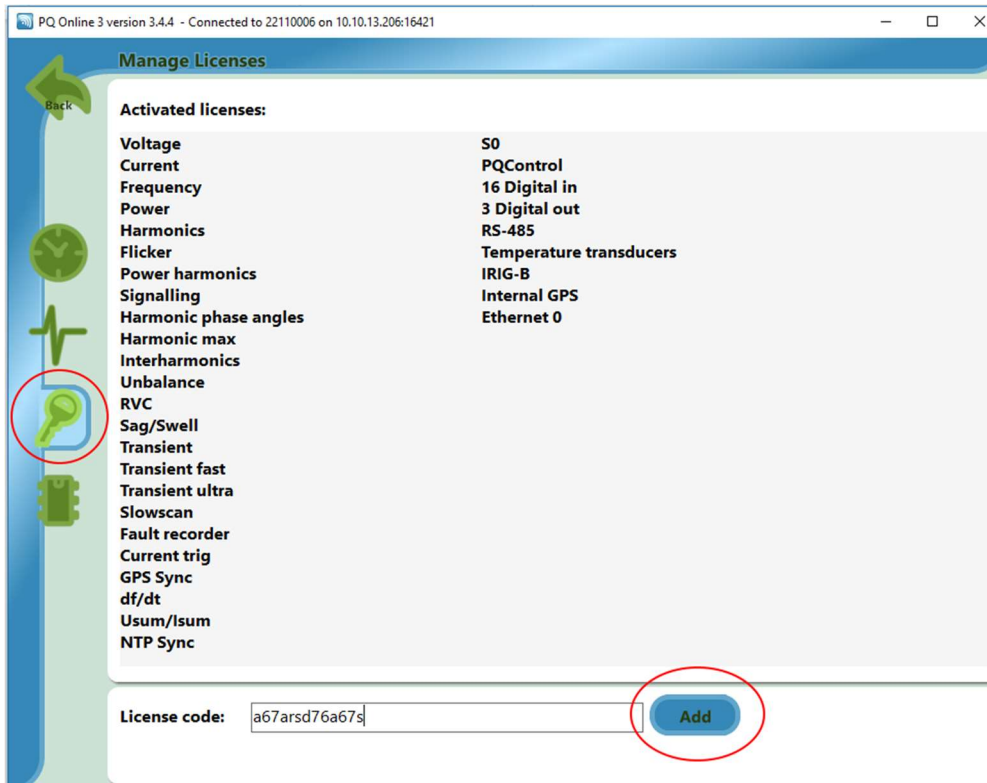 PQ Online 3 version 3.4.4 - Connected to 22110006 on 10.10.13.206:16421
Manage Licenses
Back
Activated licenses:
Voltage
Current
Frequency
Power
Harmonics
Flicker
Power harmonics
Signalling
Harmonic phase angles
Harmonic max
Interharmonics
Unbalance
RVC
Sag/Swell
Transient
Transient fast
Transient ultra
Slowscan
Fault recorder
Current trig
GPS Sync
df/dt
Usum/Isum
NTP Sync
S0
PQControl
16 Digital in
3 Digital out
RS-485
Temperature transducers
IRIG-B
Internal GPS
Ethernet 0
License code: a67arsd76a67s Add